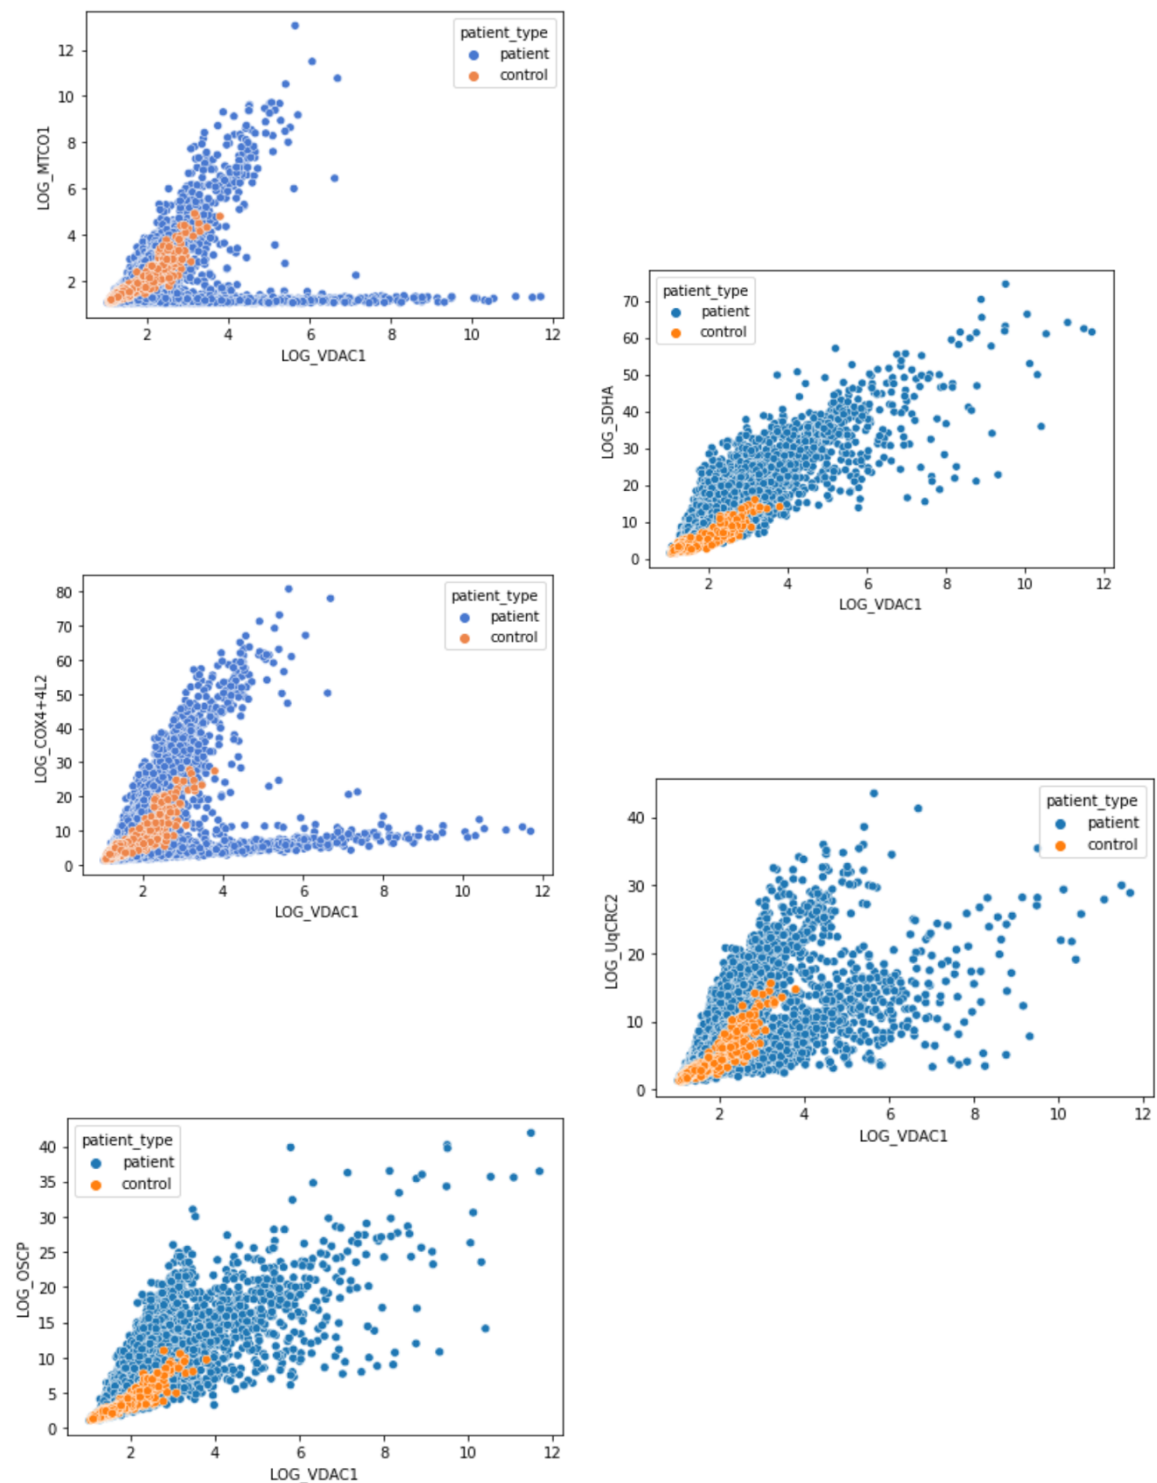 patient_type
patient
control
12
10
8
6
4
2
LOG_MTCO1
2 4 6 8 10 12
LOG_VDAC1
patient_type
patient
control
70
60
50
40
30
20
10
0
LOG_SDHA
2 4 6 8 10 12
LOG_VDAC1
patient_type
patient
control
80
70
60
50
40
30
20
10
0
LOG_COX4+4L2
2 4 6 8 10 12
LOG_VDAC1
patient_type
patient
control
40
30
20
10
0
LOG_UqCRC2
2 4 6 8 10 12
LOG_VDAC1
patient_type
patient
control
40
35
30
25
20
15
10
5
0
LOG_OSCP
2 4 6 8 10 12
LOG_VDAC1